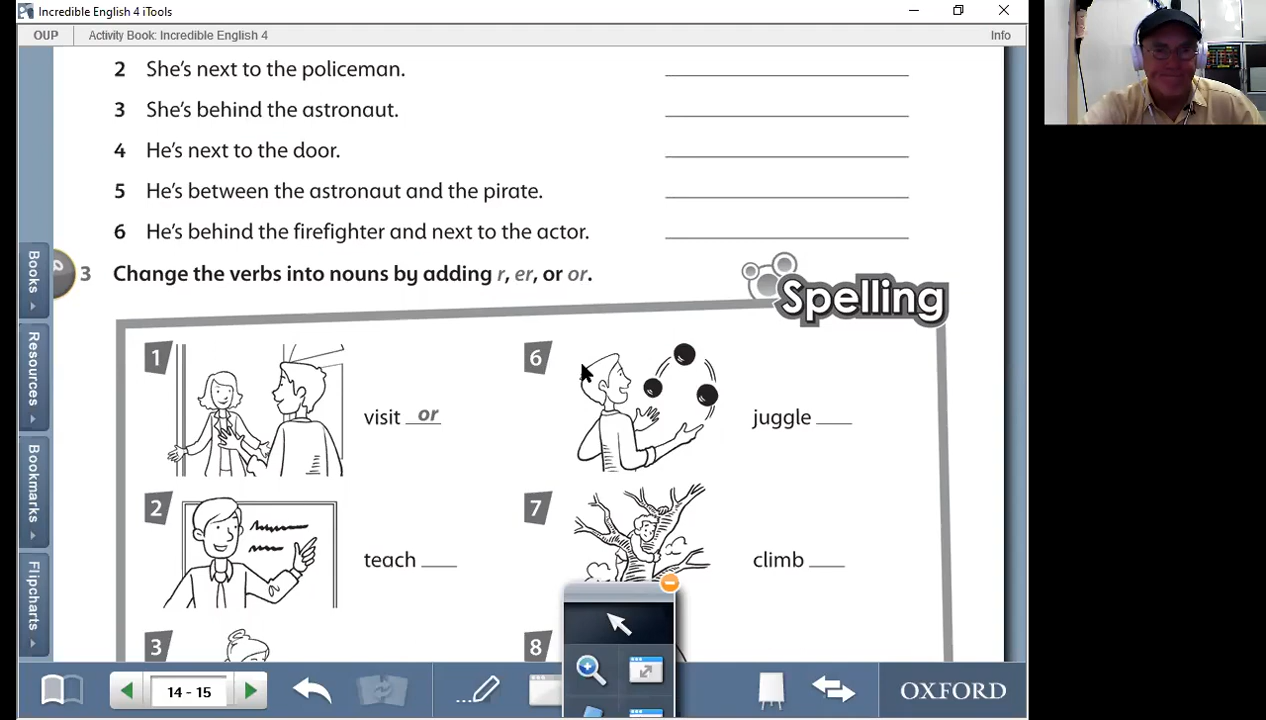 Incredible English 4 iTools
OUP
Activity Book: Incredible English 4
Info
2 She's next to the policeman.
3 She's behind the astronaut.
4 He's next to the door.
5 He's between the astronaut and the pirate.
6 He's behind the firefighter and next to the actor.
3 Change the verbs into nouns by adding r, er, or or.
Spelling
1
visit or
6
juggle
2
teach
7
climb
3
8
Books
Resources
Bookmarks
Flipcharts
14 - 15
OXFORD